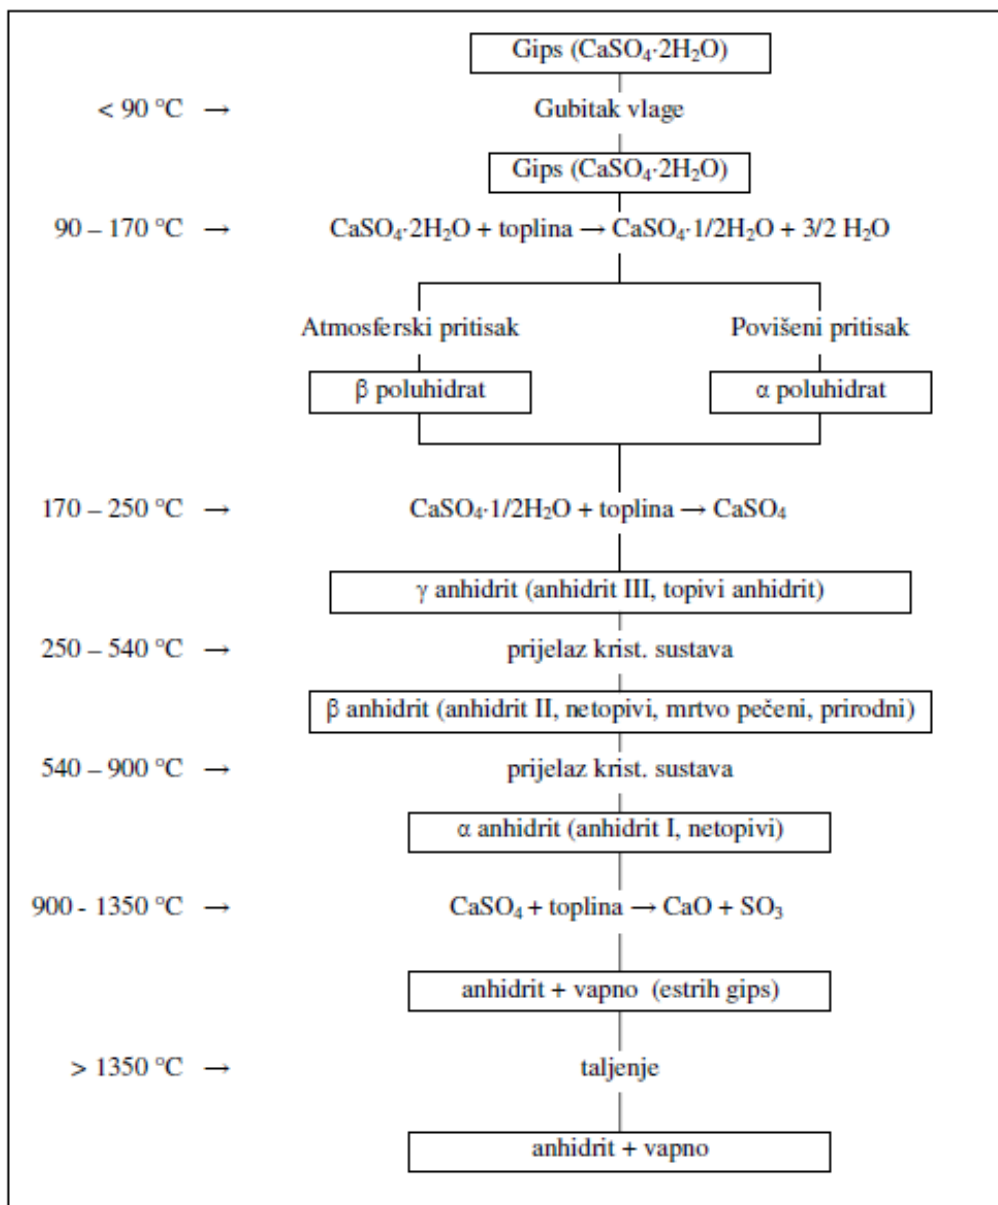 Gips (CaSO₄·2H₂O)
< 90 °C → Gubitak vlage
Gips (CaSO₄·2H₂O)
90 – 170 °C → CaSO₄·2H₂O + toplina → CaSO₄·1/2H₂O + 3/2 H₂O
Atmosferski pritisak Povišeni pritisak
β poluhidrat α poluhidrat
170 – 250 °C → CaSO₄·1/2H₂O + toplina → CaSO₄
γ anhidrit (anhidrit III, topivi anhidrit)
250 – 540 °C → prijelaz krist. sustava
β anhidrit (anhidrit II, netopivi, mrtvo pečeni, prirodni)
540 – 900 °C → prijelaz krist. sustava
α anhidrit (anhidrit I, netopivi)
900 - 1350 °C → CaSO₄ + toplina → CaO + SO₃
anhidrit + vapno (estrih gips)
> 1350 °C → taljenje
anhidrit + vapno